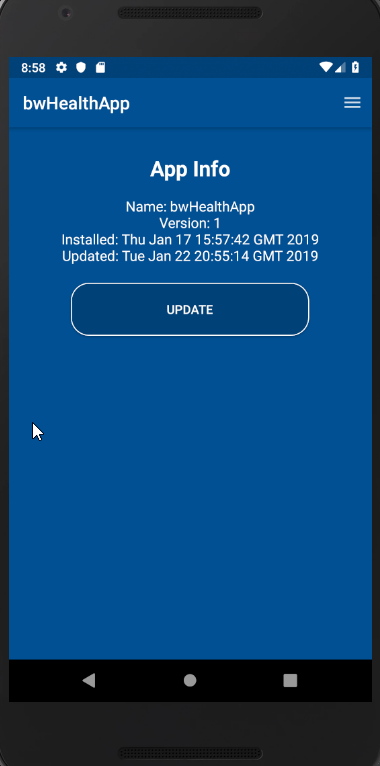 8:58
bwHealthApp
App Info
Name: bwHealthApp
Version: 1
Installed: Thu Jan 17 15:57:42 GMT 2019
Updated: Tue Jan 22 20:55:14 GMT 2019
UPDATE